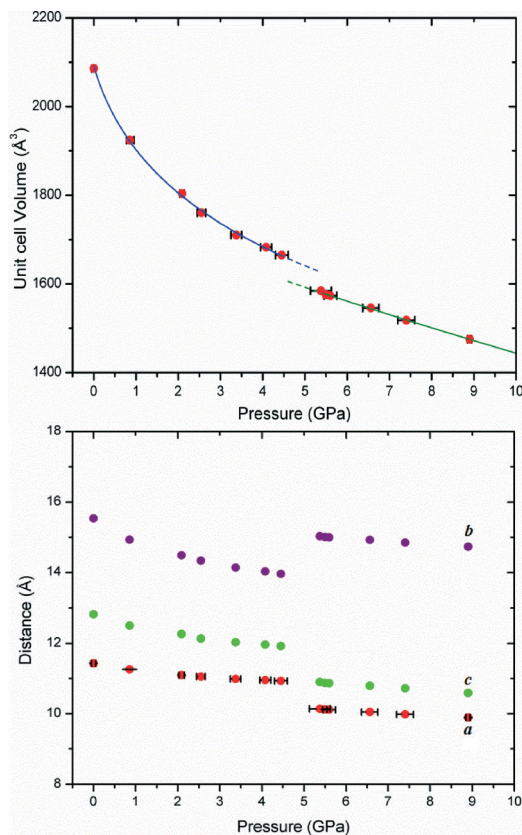 2200
2000
1800
1600
1400
Unit cell Volume (Å³)
0 1 2 3 4 5 6 7 8 9 10
Pressure (GPa)
18
16
14
12
10
8
Distance (Å)
b
c
a
0 1 2 3 4 5 6 7 8 9 10
Pressure (GPa)